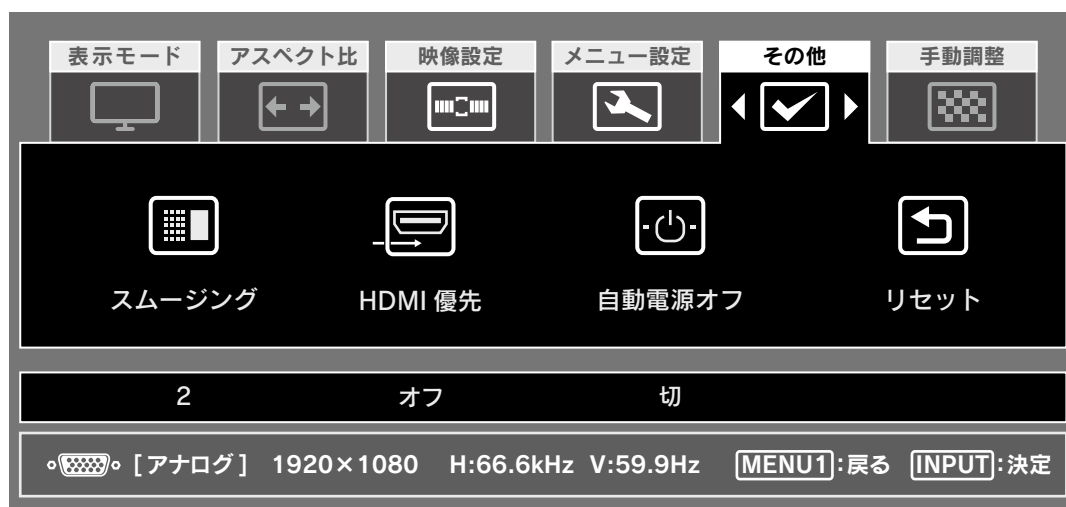 表示モード アスペクト比 映像設定 メニュー設定 その他 手動調整
スムージング HDMI 優先 自動電源オフ リセット
2 オフ 切
[アナログ] 1920×1080 H:66.6kHz V:59.9Hz MENU1:戻る INPUT:決定